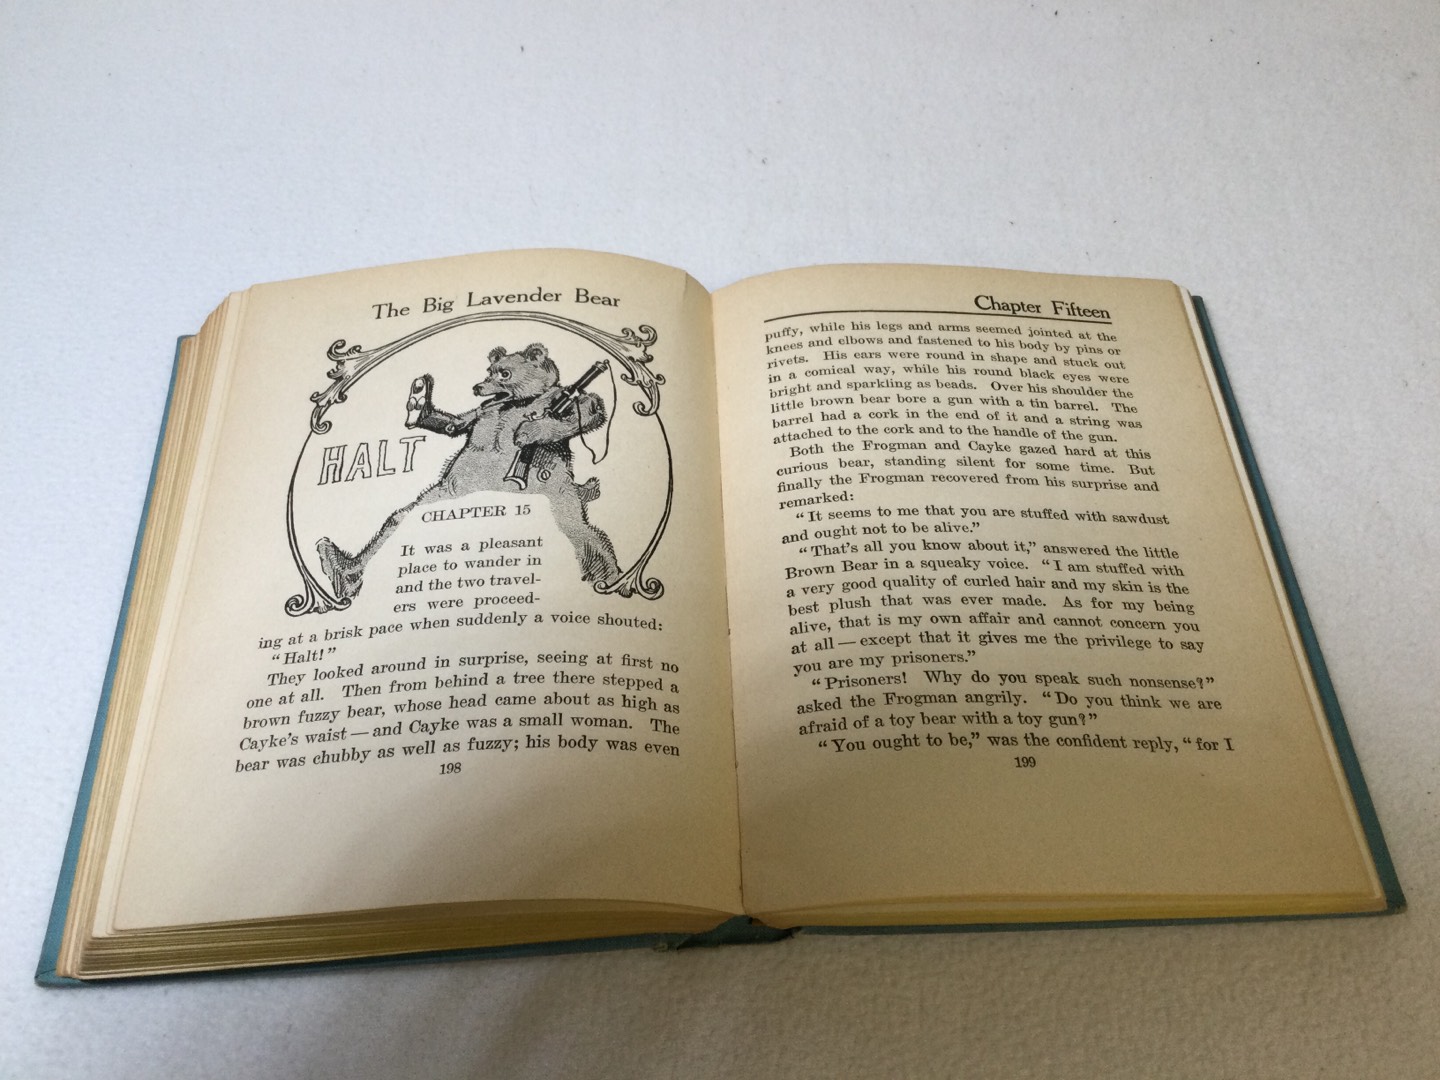 The Big Lavender Bear
HALT
CHAPTER 15
It was a pleasant
place to wander in
and the two travel-
ers were proceed-
ing at a brisk pace when suddenly a voice shouted:
"Halt!"
They looked around in surprise, seeing at first no
one at all. Then from behind a tree there stepped a
brown fuzzy bear, whose head came about as high as
Cayke's waist—and Cayke was a small woman. The
bear was chubby as well as fuzzy; his body was even
198
Chapter Fifteen
puffy, while his legs and arms seemed jointed at the
knees and elbows and fastened to his body by pins or
rivets. His ears were round in shape and stuck out
in a comical way, while his round black eyes were
bright and sparkling as beads. Over his shoulder the
little brown bear bore a gun with a tin barrel. The
barrel had a cork in the end of it and a string was
attached to the cork and to the handle of the gun.
Both the Frogman and Cayke gazed hard at this
curious bear, standing silent for some time. But
finally the Frogman recovered from his surprise and
remarked:
"It seems to me that you are stuffed with sawdust
and ought not to be alive."
"That's all you know about it," answered the little
Brown Bear in a squeaky voice. "I am stuffed with
a very good quality of curled hair and my skin is the
best plush that was ever made. As for my being
alive, that is my own affair and cannot concern you
at all—except that it gives me the privilege to say
you are my prisoners."
"Prisoners! Why do you speak such nonsense?"
asked the Frogman angrily. "Do you think we are
afraid of a toy bear with a toy gun?"
"You ought to be," was the confident reply, "for I
199